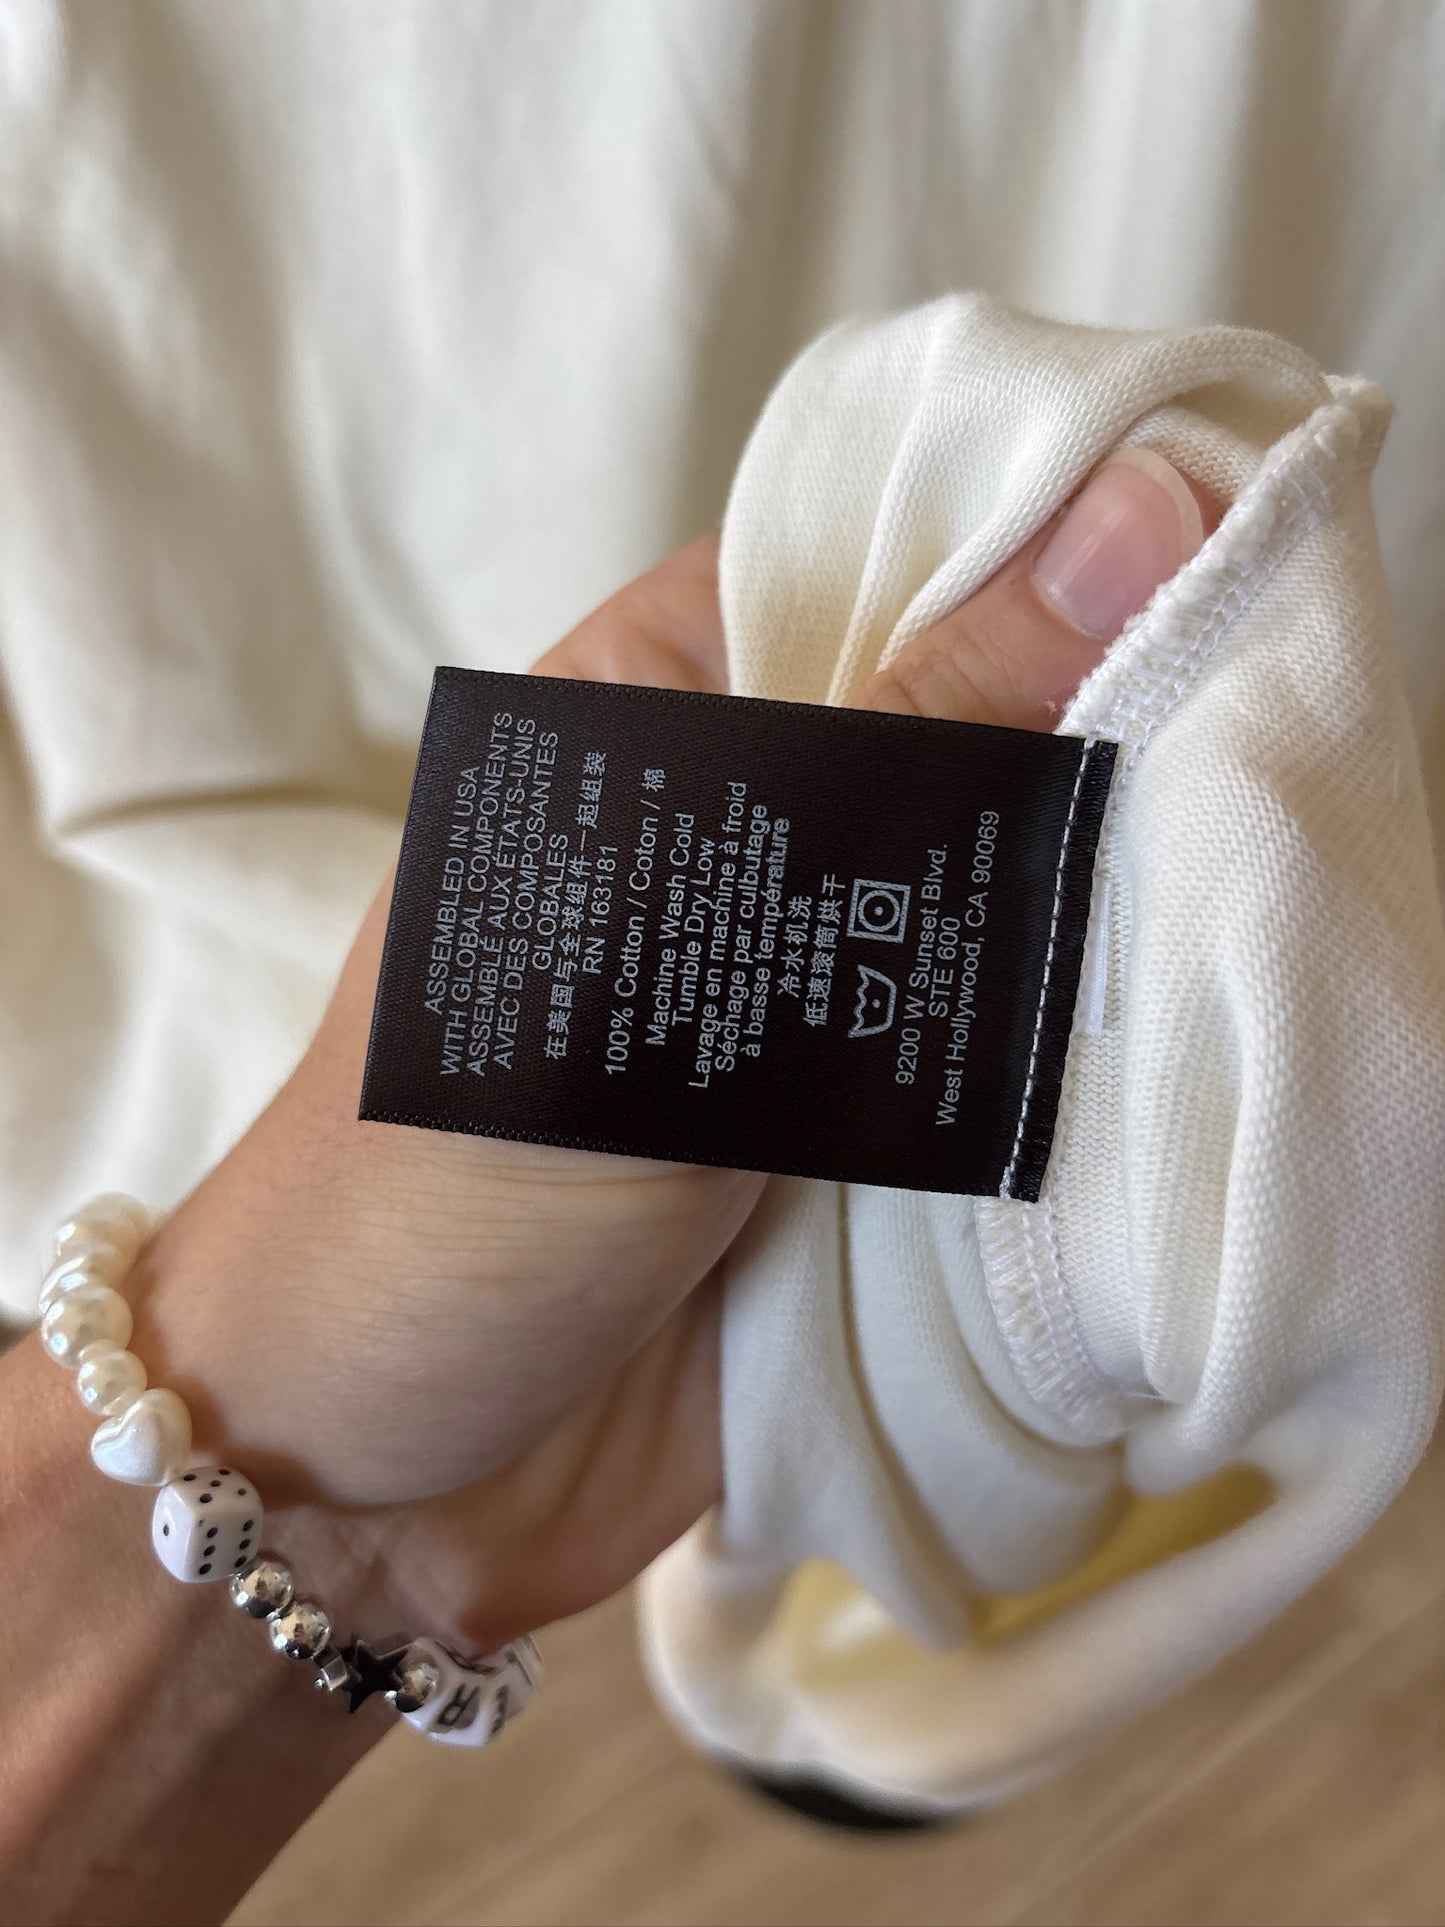 ASSEMBLED IN USA
WITH GLOBAL COMPONENTS
ASSEMBLÉ AUX ÉTATS-UNIS
AVEC DES COMPOSANTES
GLOBALES
在美国与全球组件一起组装
RN 163181
100% Cotton / Coton / 棉
Machine Wash Cold
Tumble Dry Low
Lavage en machine à froid
Séchage par culbutage
à basse température
冷水机洗
低速滚筒烘干
9200 W Sunset Blvd.
STE 600
West Hollywood, CA 90069